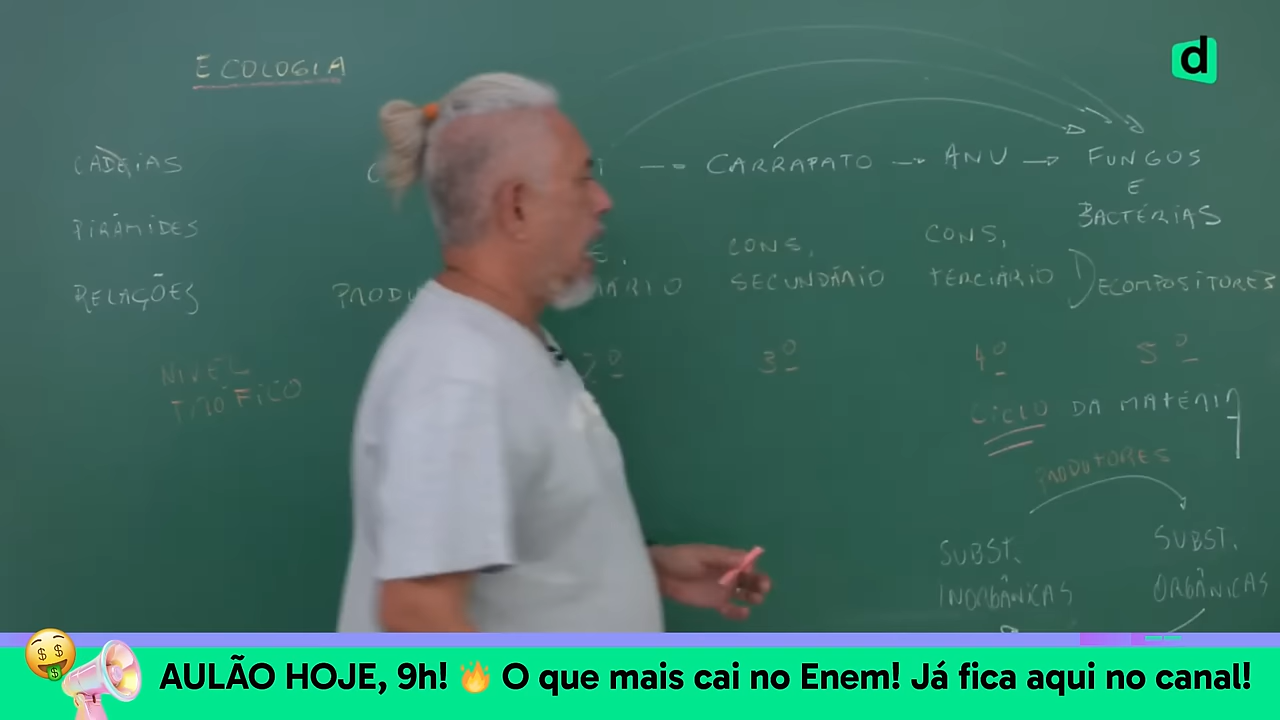 ECOLOGIA
d
CADEIAS
PIRÂMIDES
RELAÇÕES
CARRAPATO → ANU → FUNGOS
E
BACTÉRIAS
CONS.
SECUNDÁRIO
CONS.
TERCIÁRIO
DECOMPOSITORES
NÍVEL
TRÓFICO
2º
3º
4º
5º
CICLO DA MATÉRIA
PRODUTORES
SUBST.
INORGÂNICAS
SUBST.
ORGÂNICAS
AULÃO HOJE, 9h! 🔥 O que mais cai no Enem! Já fica aqui no canal!